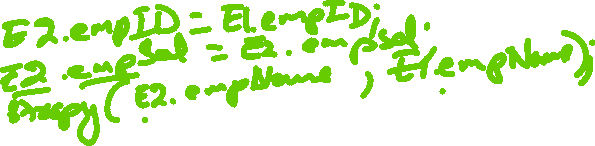 E2.empID = E1.empID;
E2.empSal = E2.empSal.
Strcpy(E2.empName, E1.empName);